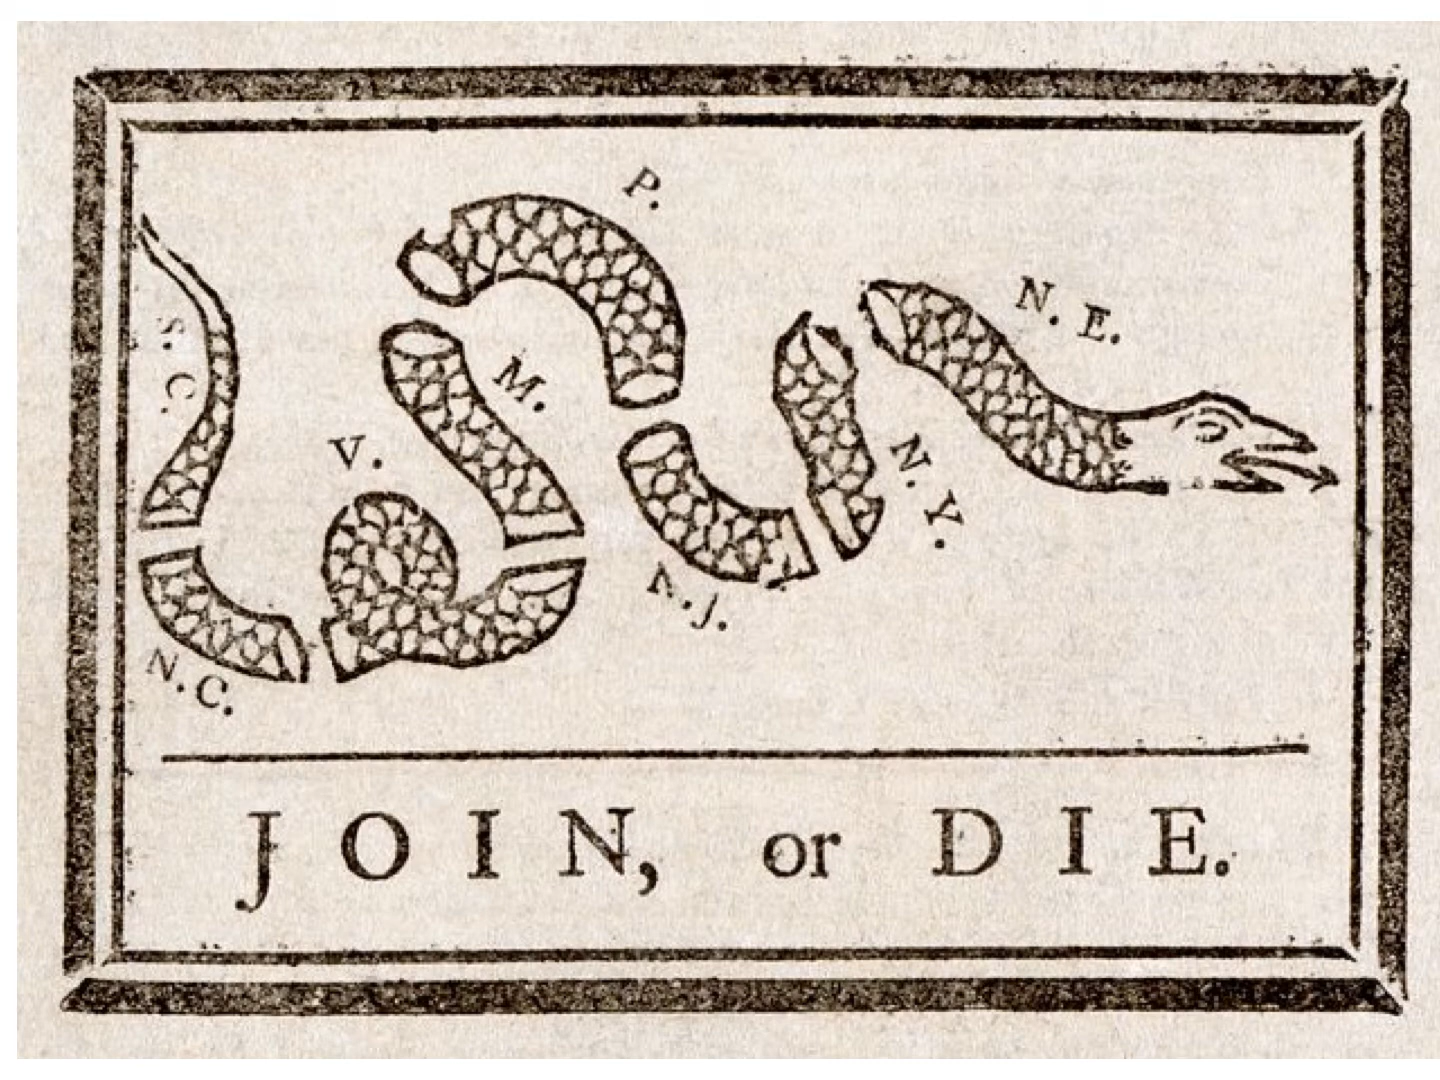 P.
N. E.
S. C.
M.
V.
N. Y.
N. J.
N. C.
JOIN, or DIE.